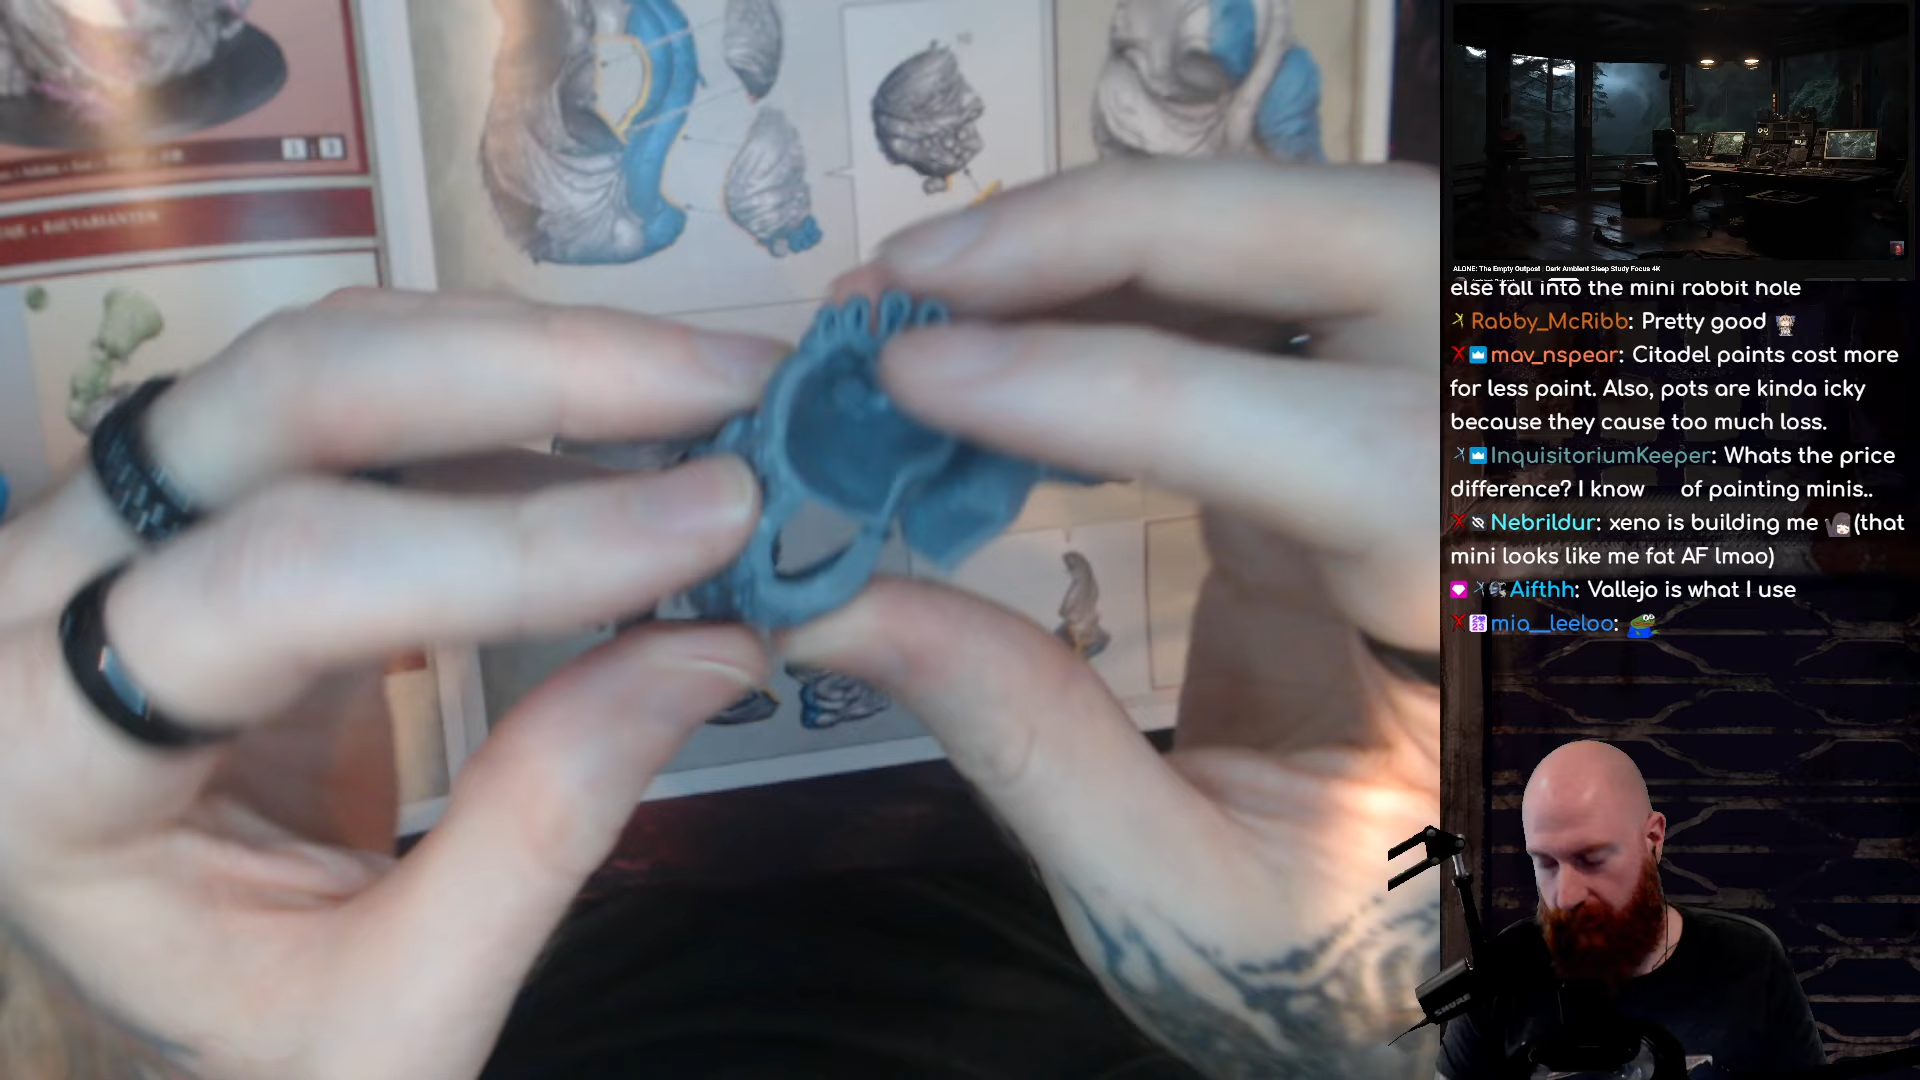 + BAUVARIANTEN
ALONE: The Empty Outpost | Dark Ambient Sleep Study Focus 4K
else fall into the mini rabbit hole
Rabby_McRibb: Pretty good
mav_nspear: Citadel paints cost more
for less paint. Also, pots are kinda icky
because they cause too much loss.
InquisitoriumKeeper: Whats the price
difference? I know of painting minis..
Nebrildur: xeno is building me (that
mini looks like me fat AF lmao)
Aifthh: Vallejo is what I use
mia__leeloo:
SHURE